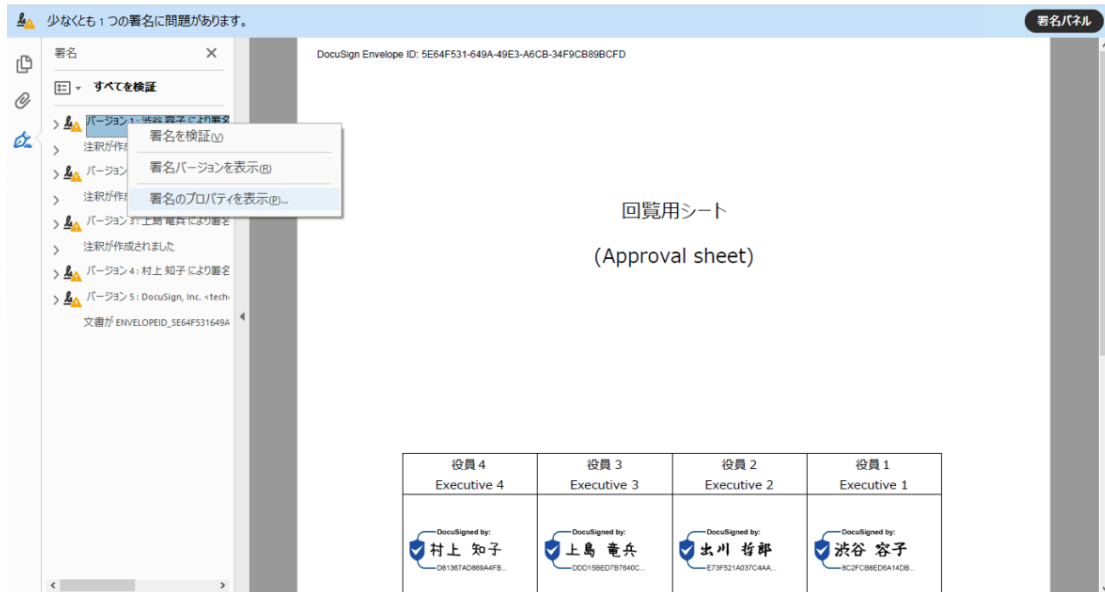 少なくとも1つの署名に問題があります。
署名パネル
署名
すべてを検証
バージョン 1 : 渋谷 容子 により署名
署名を検証(V)
注釈が作
署名バージョンを表示(R)
バージョン
注釈が作
署名のプロパティを表示(P)...
バージョン 3 : 上島 竜兵 により署名
注釈が作成されました
バージョン 4 : 村上 知子 により署名
バージョン 5 : DocuSign, Inc. <tech
文書が ENVELOPEID_5E64F531649A
DocuSign Envelope ID: 5E64F531-649A-49E3-A6CB-34F9CB89BCFD
回覧用シート
(Approval sheet)
役員4 役員3 役員2 役員1
Executive 4 Executive 3 Executive 2 Executive 1
DocuSigned by: DocuSigned by: DocuSigned by: DocuSigned by:
村上 知子 上島 竜兵 出川 哲郎 渋谷 容子
D81367AD869A4FB... DDD15BED7B7640C... E73F521A037C4AA... 8C2FCB8ED6A14DB...